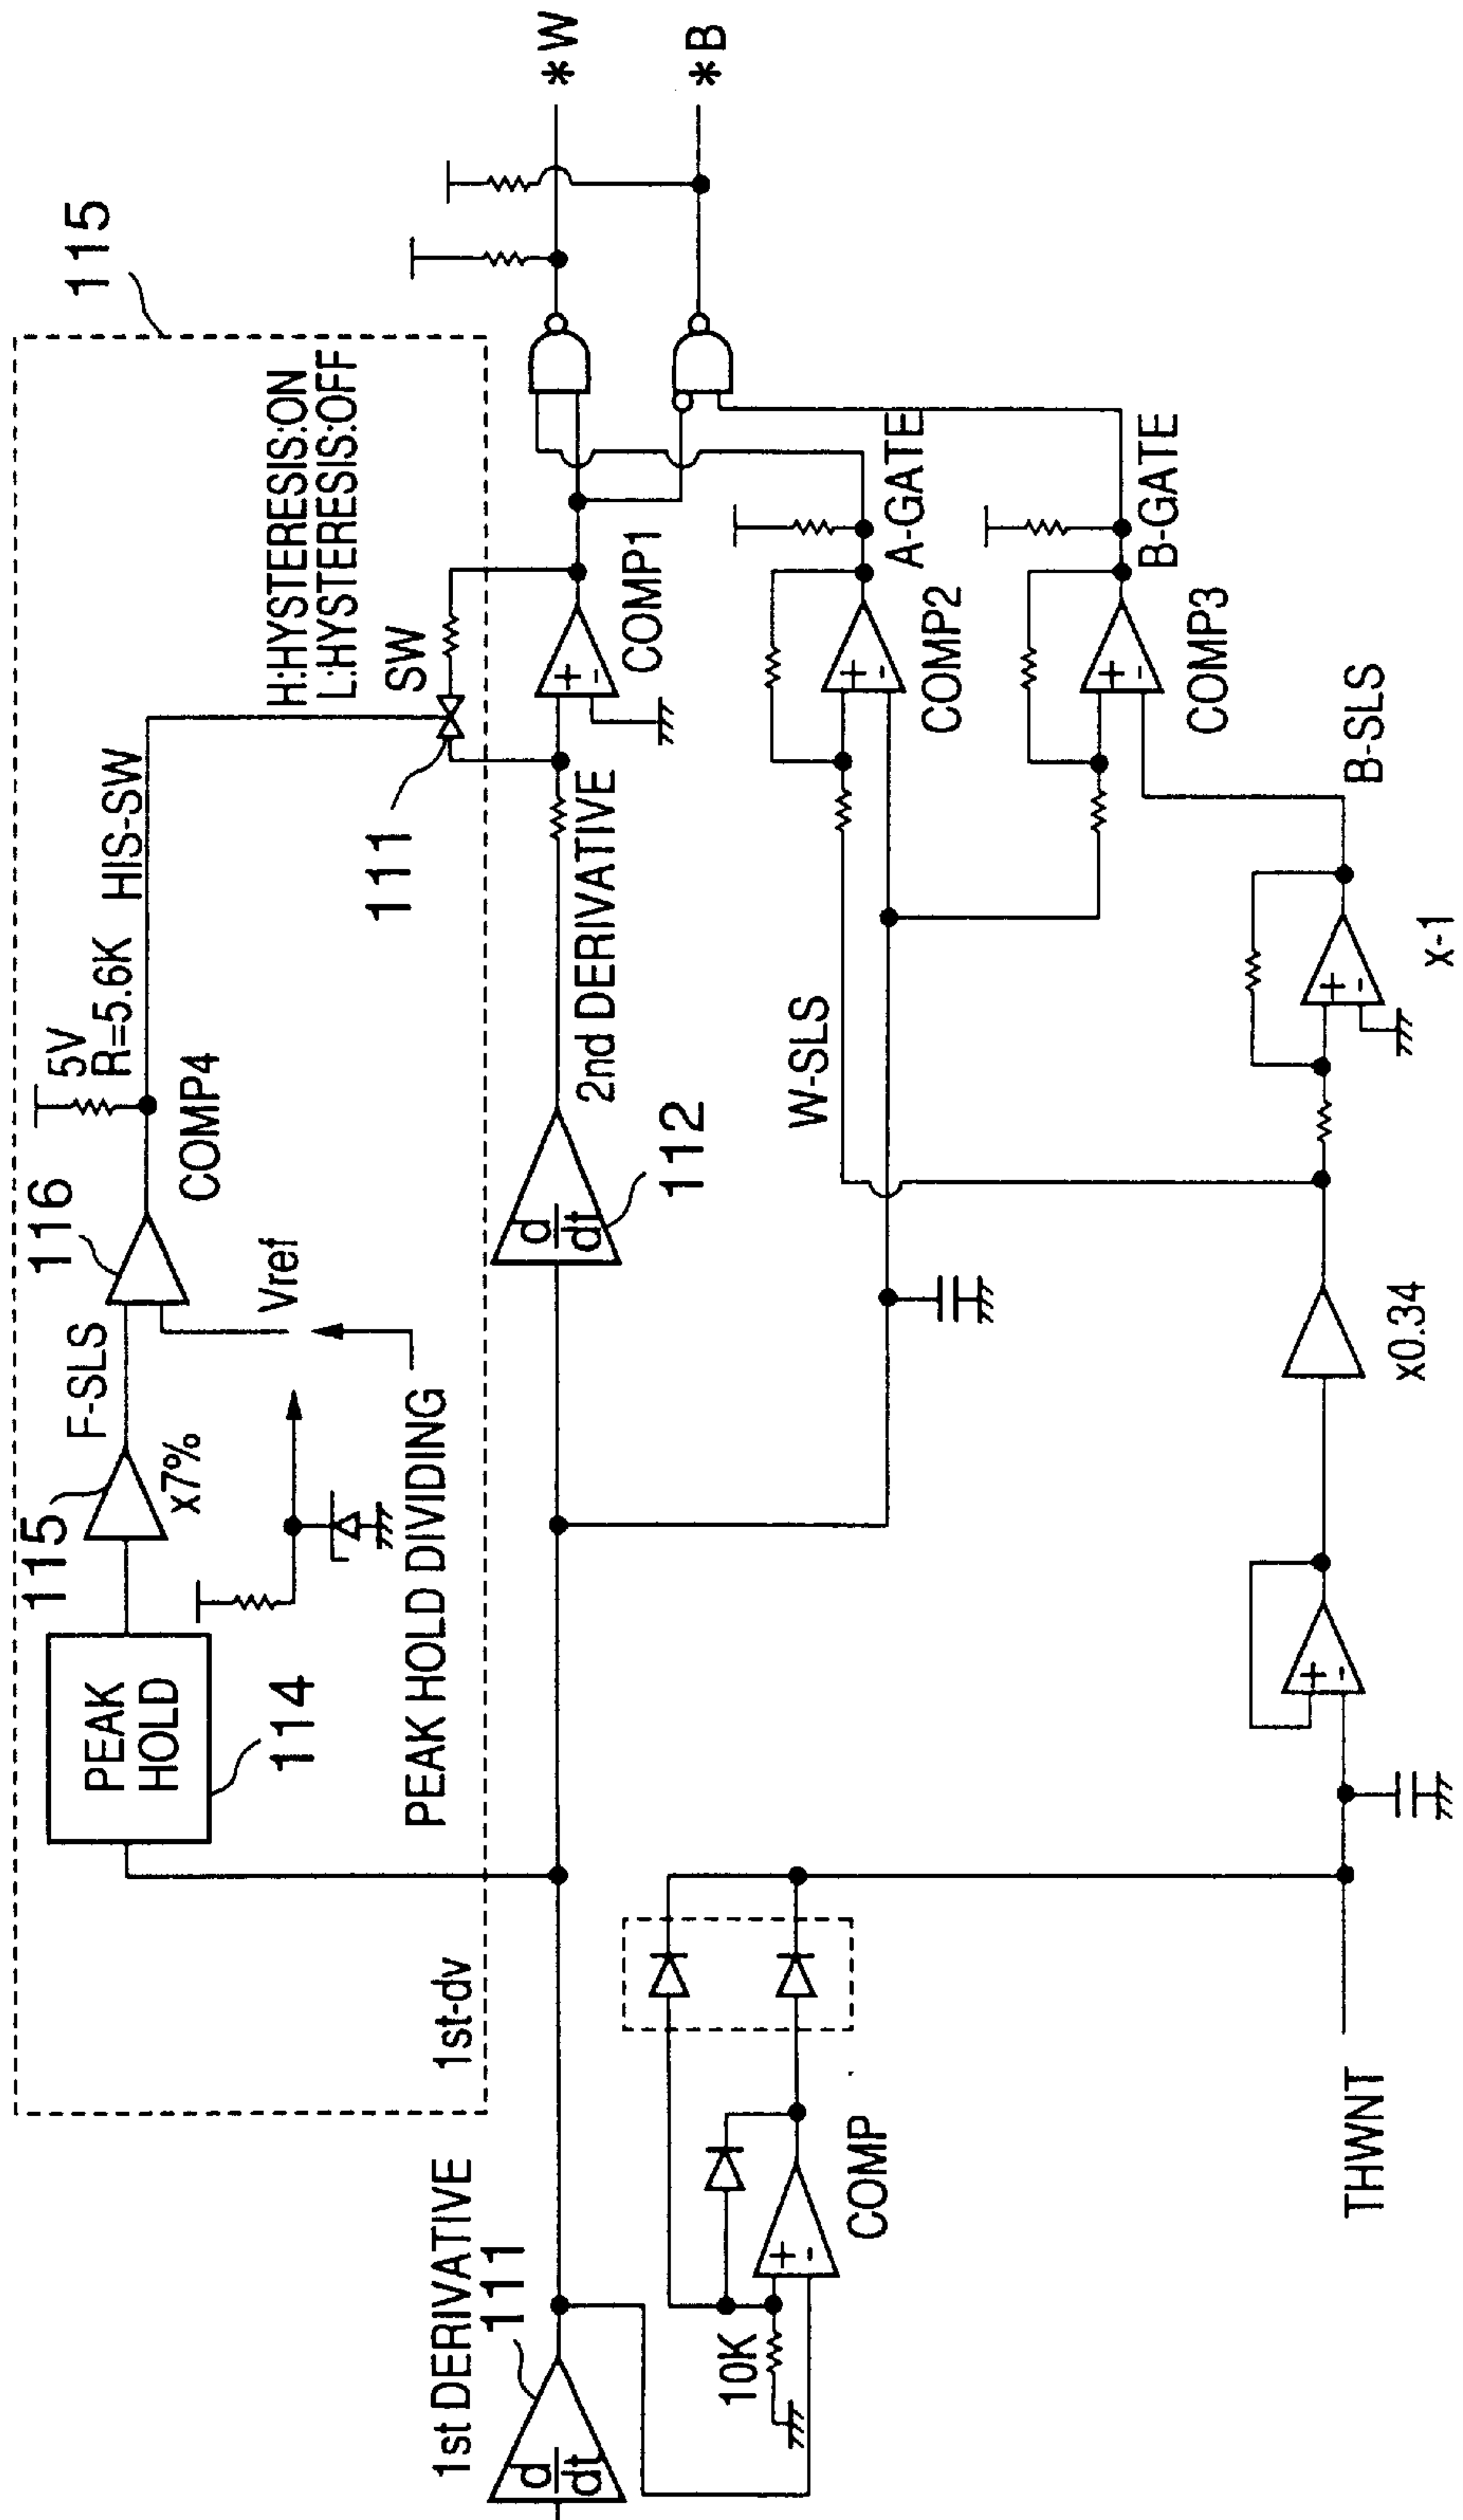 115
H:HYSTERESIS:ON
L:HYSTERESIS:OFF
*W
*B
PEAK
HOLD
114
115
F-SLS
x7%
116
5V
R=5.6K
HIS-SW
COMP4
Vref
PEAK HOLD DIVIDING
SW
111
1st-dv
1st DERIVATIVE
111
d
dt
d
dt
112
2nd DERIVATIVE
+
-
COMP1
10K
+
-
COMP
W-SLS
+
-
COMP2
A-GATE
+
-
COMP3
B-GATE
THWNT
+
-
x0.34
+
-
x-1
B-SLS